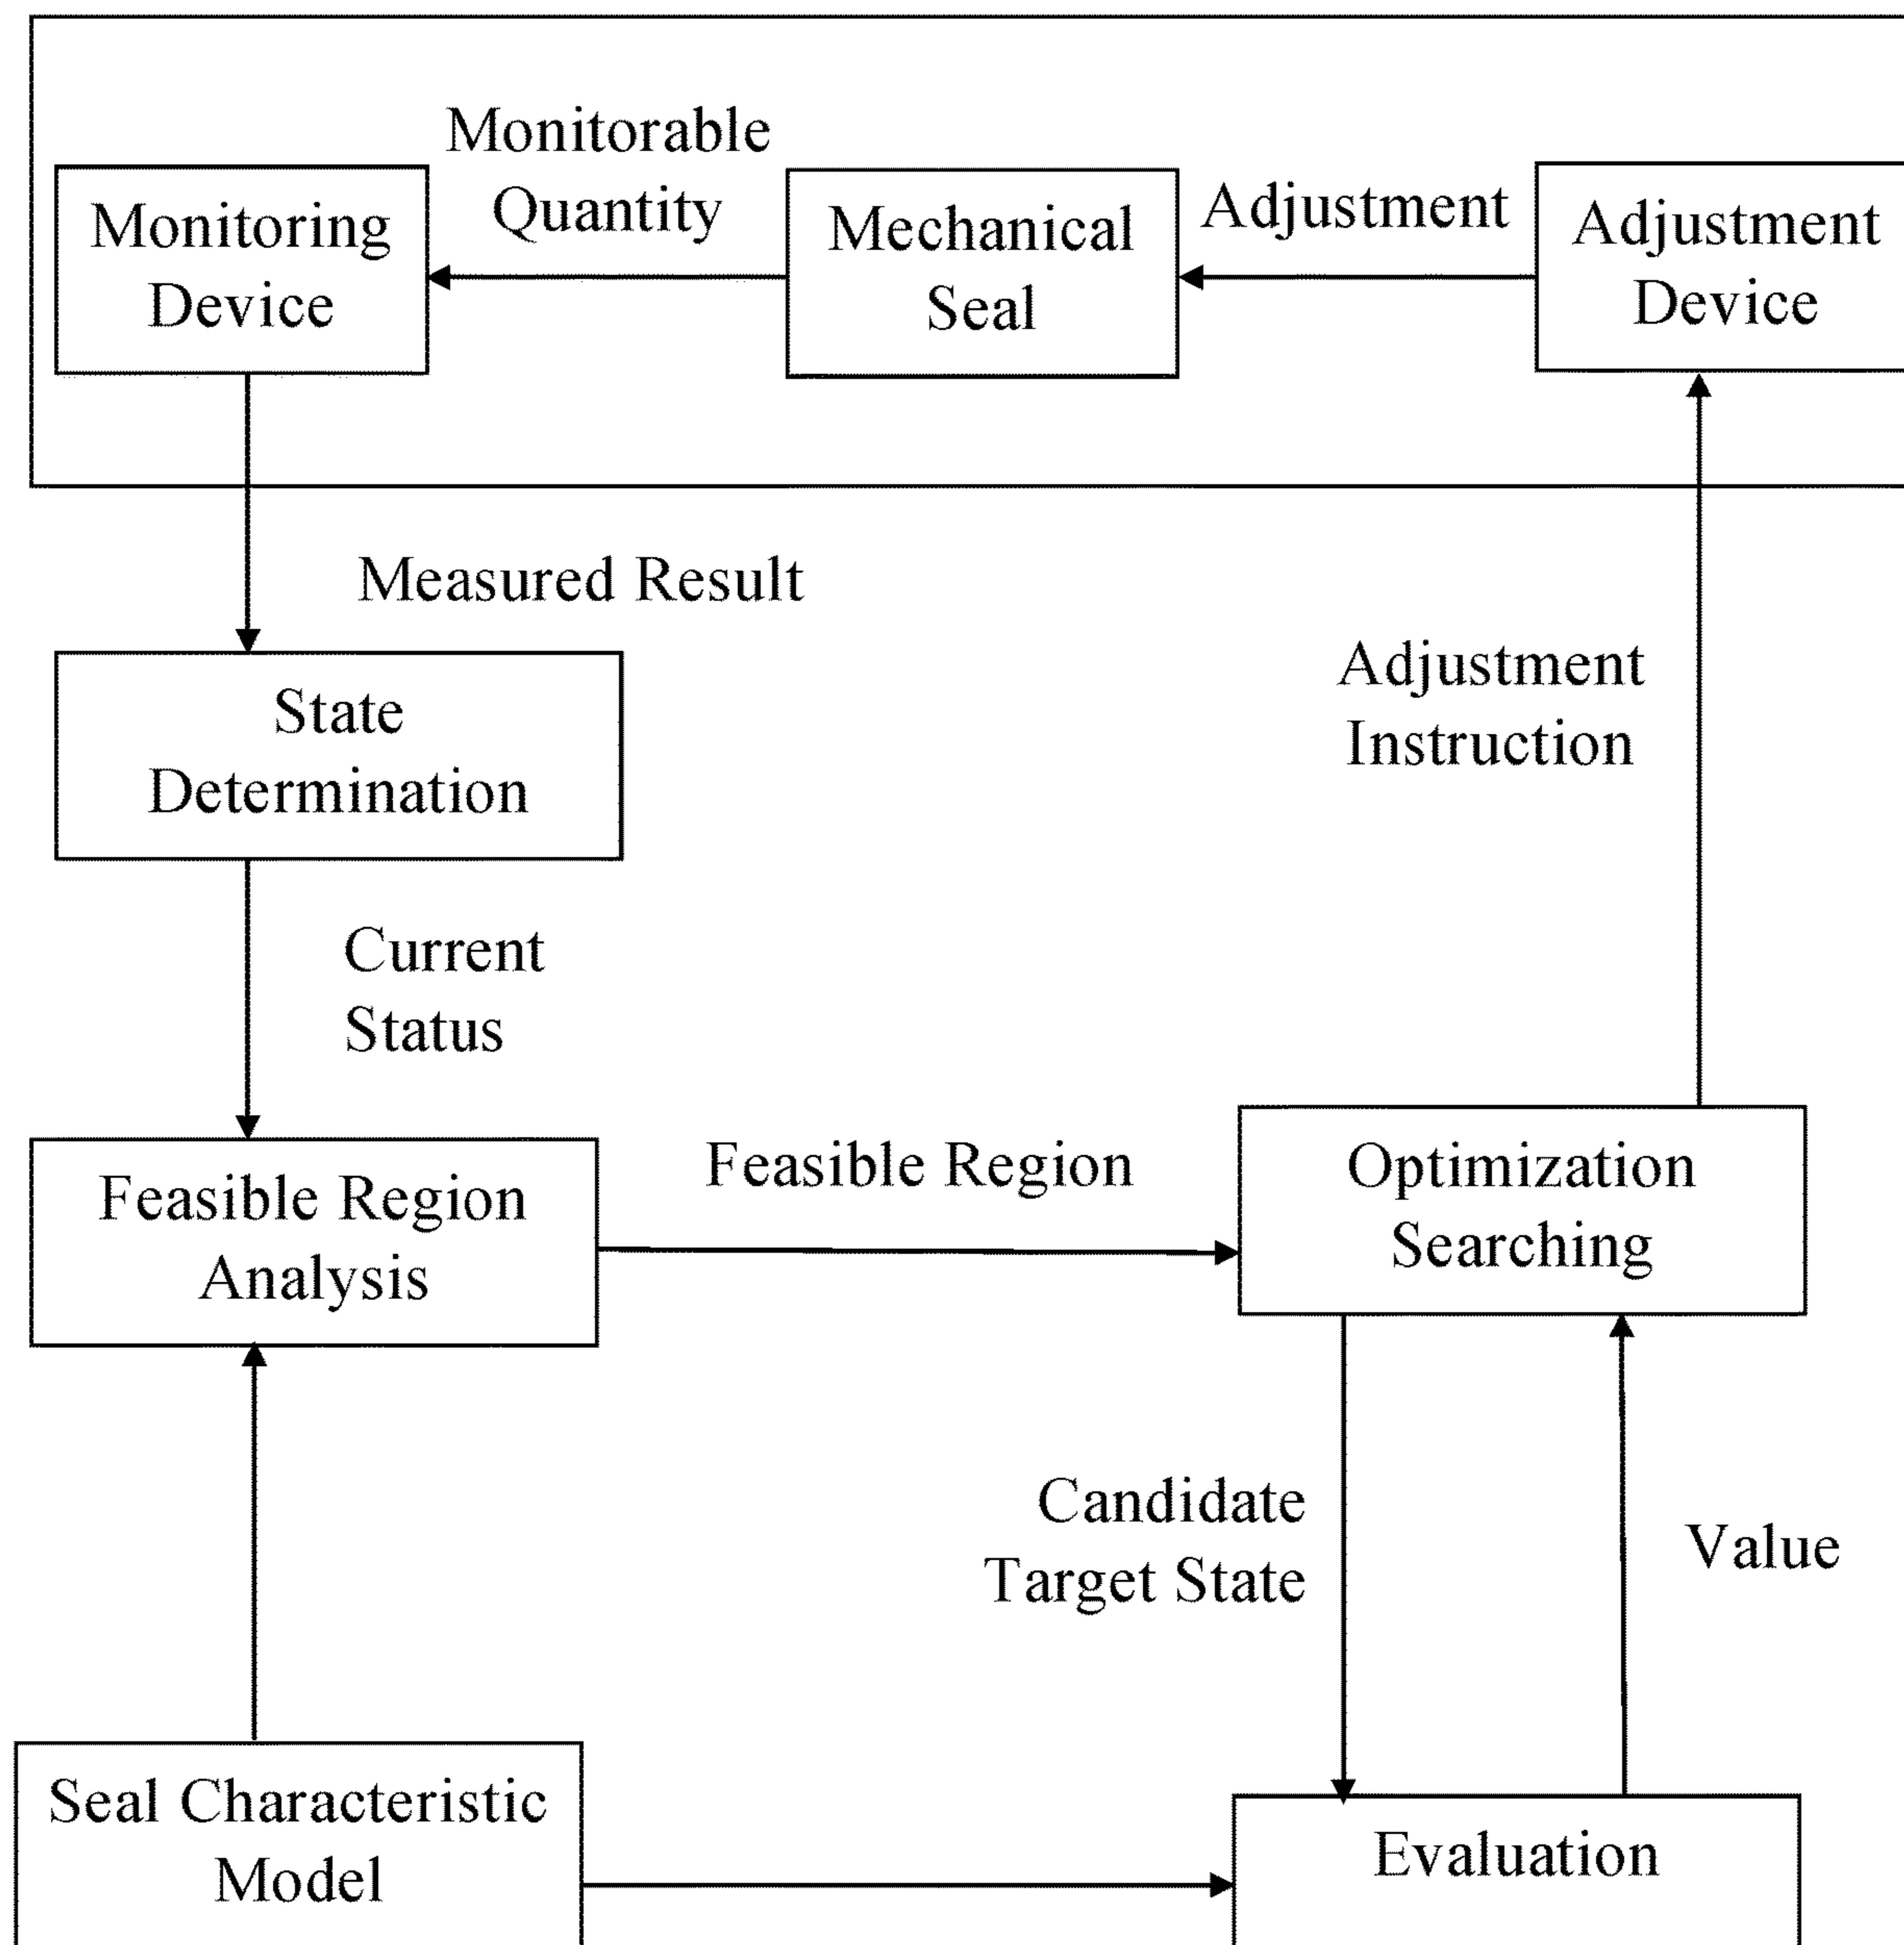 Monitorable
Quantity
Monitoring
Device
Mechanical
Seal
Adjustment
Adjustment
Device
Measured Result
State
Determination
Adjustment
Instruction
Current
Status
Feasible Region
Analysis
Feasible Region
Optimization
Searching
Candidate
Target State
Value
Seal Characteristic
Model
Evaluation